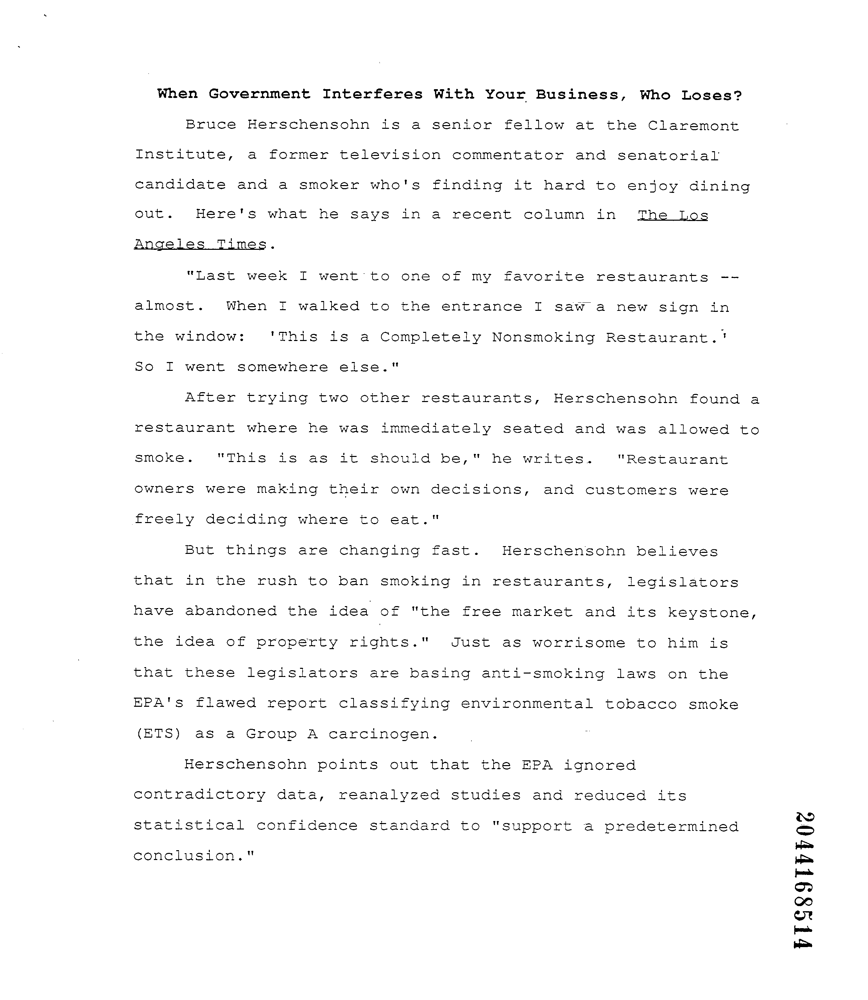 When Government Interferes With Your Business, Who Loses?
Bruce Herschensohn is a senior fellow at the Claremont
Institute, a former television commentator and senatorial
candidate and a smoker who's finding it hard to enjoy dining
out. Here's what he says in a recent column in The Los
Angeles Times.
"Last week I went to one of my favorite restaurants --
almost. When I walked to the entrance I saw a new sign in
the window: 'This is a Completely Nonsmoking Restaurant.'
So I went somewhere else."
After trying two other restaurants, Herschensohn found a
restaurant where he was immediately seated and was allowed to
smoke. "This is as it should be," he writes. "Restaurant
owners were making their own decisions, and customers were
freely deciding where to eat."
But things are changing fast. Herschensohn believes
that in the rush to ban smoking in restaurants, legislators
have abandoned the idea of "the free market and its keystone,
the idea of property rights." Just as worrisome to him is
that these legislators are basing anti-smoking laws on the
EPA's flawed report classifying environmental tobacco smoke
(ETS) as a Group A carcinogen.
Herschensohn points out that the EPA ignored
contradictory data, reanalyzed studies and reduced its
statistical confidence standard to "support a predetermined
conclusion."
2044168514